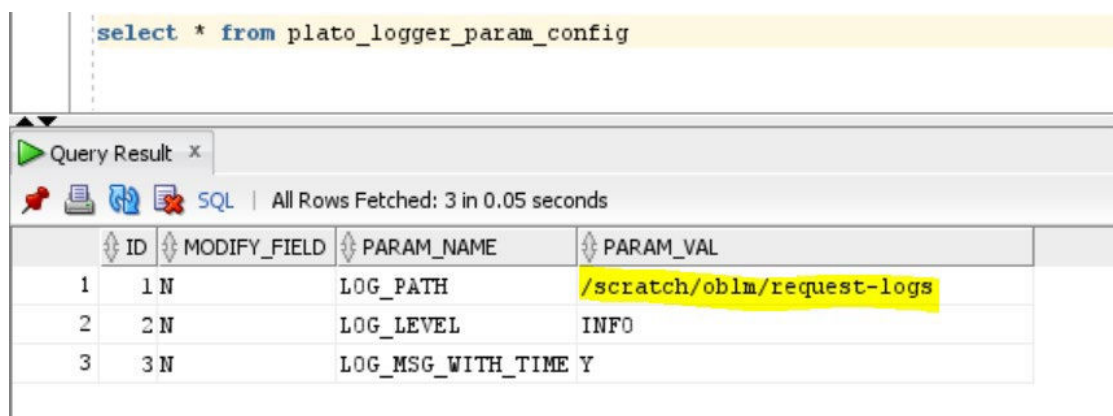 select * from plato_logger_param_config
Query Result x
SQL | All Rows Fetched: 3 in 0.05 seconds
ID MODIFY_FIELD PARAM_NAME PARAM_VAL
1 1 N LOG_PATH /scratch/oblm/request-logs
2 2 N LOG_LEVEL INFO
3 3 N LOG_MSG_WITH_TIME Y